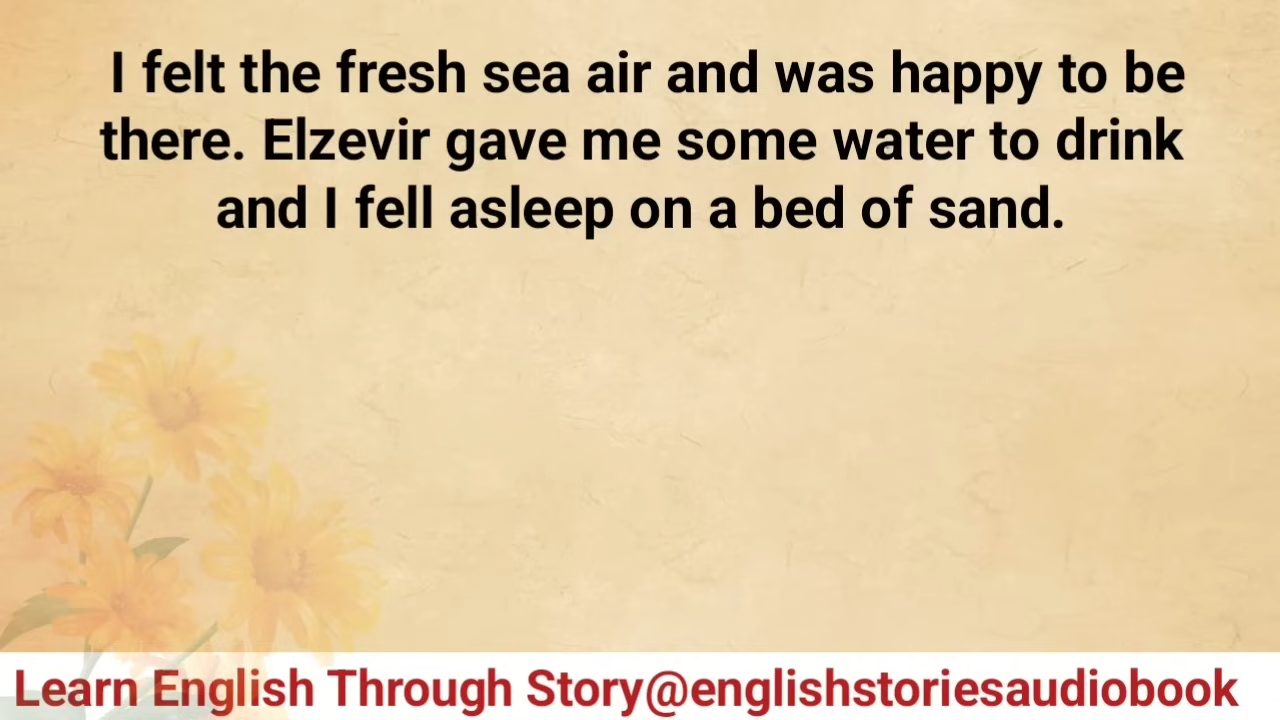 I felt the fresh sea air and was happy to be
there. Elzevir gave me some water to drink
and I fell asleep on a bed of sand.
Learn English Through Story@englishstoriesaudiobook